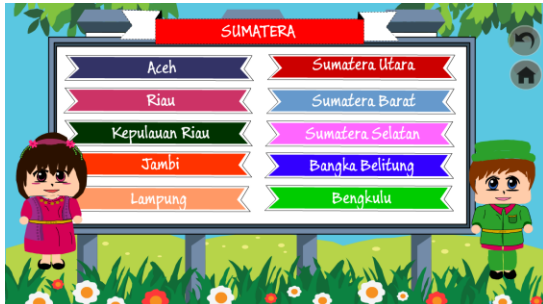 SUMATERA
Aceh
Sumatera Utara
Riau
Sumatera Barat
Kepulauan Riau
Sumatera Selatan
Jambi
Bangka Belitung
Lampung
Bengkulu